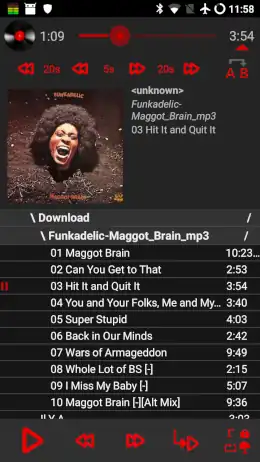 11:58
1:09
3:54
20s
5s
20s
A B
FUNKADELIC
<unknown>
Funkadelic-
Maggot_Brain_mp3
03 Hit It and Quit It
\ Download /
\ Funkadelic-Maggot_Brain_mp3 /
01 Maggot Brain 10:23...
02 Can You Get to That 2:53
03 Hit It and Quit It 3:54
04 You and Your Folks, Me and My... 3:40
05 Super Stupid 4:03
06 Back in Our Minds 2:42
07 Wars of Armageddon 9:49
08 Whole Lot of BS [-] 2:15
09 I Miss My Baby [-] 5:07
10 Maggot Brain [-][Alt Mix] 9:36